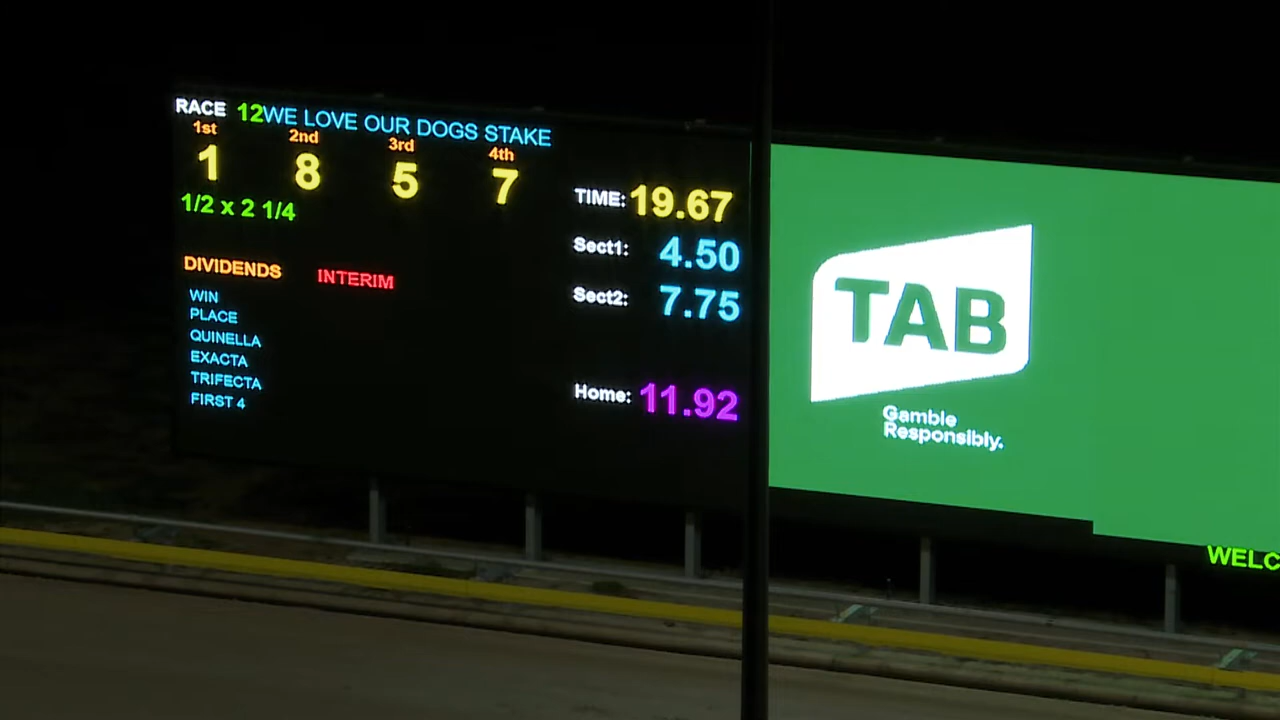 RACE 12WE LOVE OUR DOGS STAKE
1st 2nd 3rd 4th
1 8 5 7
1/2 x 2 1/4
DIVIDENDS INTERIM
WIN
PLACE
QUINELLA
EXACTA
TRIFECTA
FIRST 4
TIME: 19.67
Sect1: 4.50
Sect2: 7.75
Home: 11.92
TAB
Gamble
Responsibly.
WELC